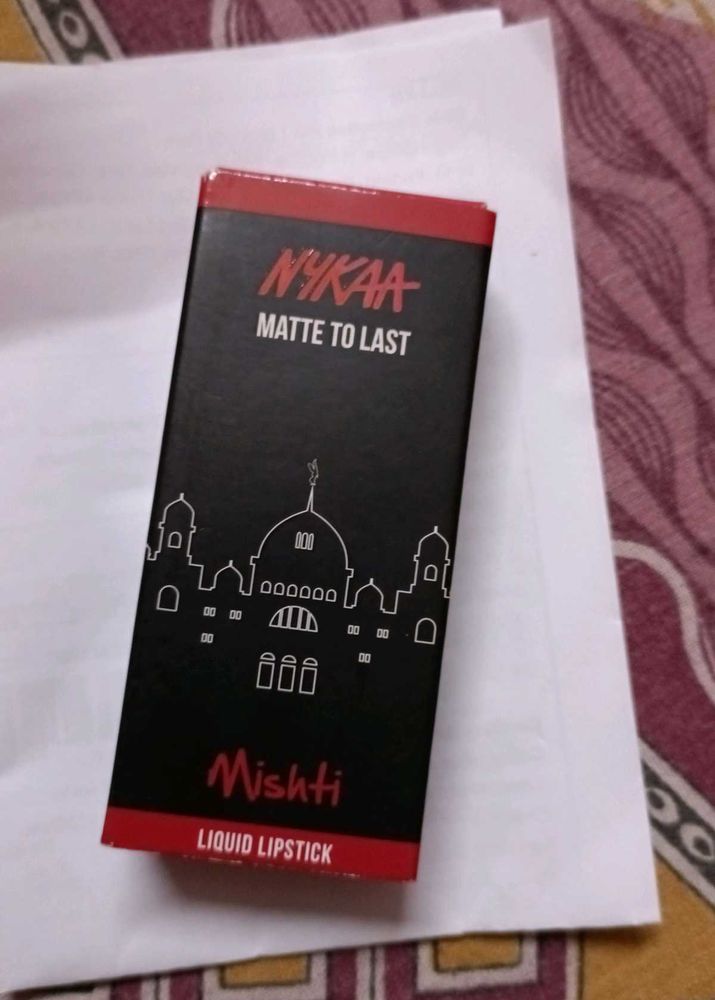 NYKAA
MATTE TO LAST
Mishti
LIQUID LIPSTICK